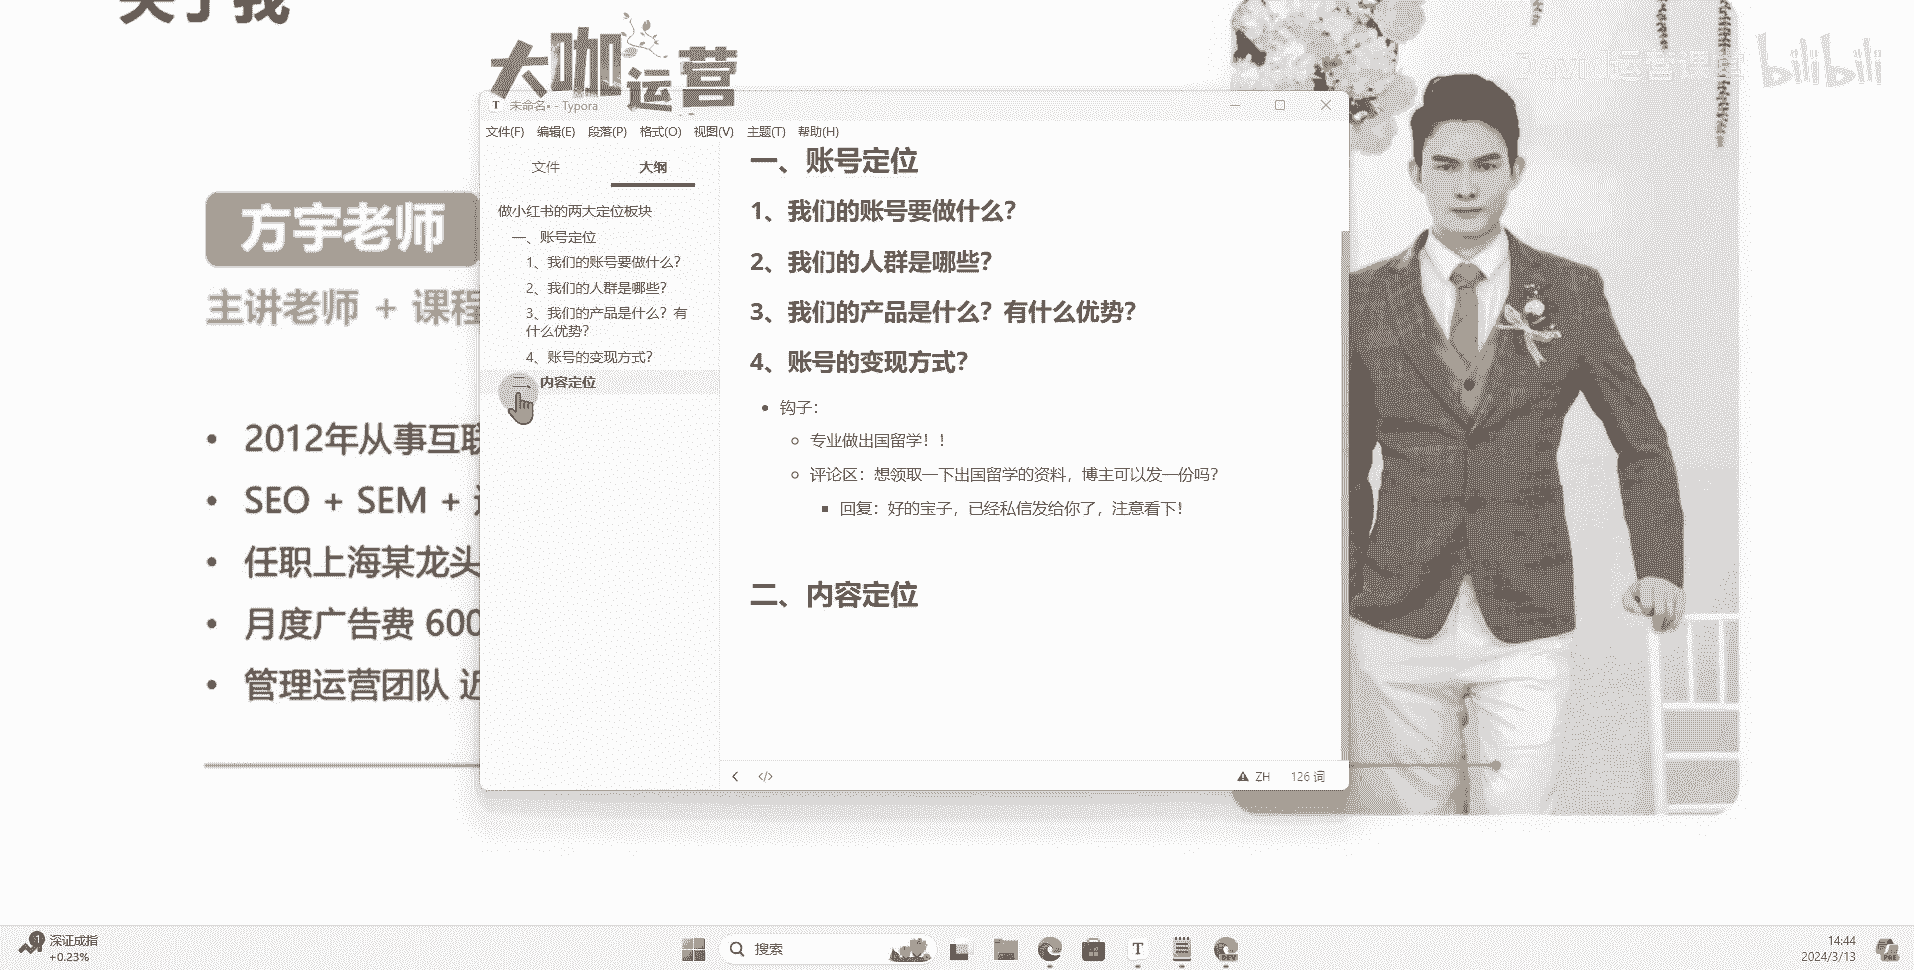 关于我
大咖运营
David运营课堂 bilibili
方宇老师
主讲老师 + 课程
2012年从事互联
SEO + SEM +
任职上海某龙头
月度广告费 600
管理运营团队 近
T 未命名• - Typora
文件(F) 编辑(E) 段落(P) 格式(O) 视图(V) 主题(T) 帮助(H)
文件 大纲
做小红书的两大定位板块
一、账号定位
1、我们的账号要做什么？
2、我们的人群是哪些？
3、我们的产品是什么？有
什么优势？
4、账号的变现方式？
二、内容定位
一、账号定位
1、我们的账号要做什么？
2、我们的人群是哪些？
3、我们的产品是什么？有什么优势？
4、账号的变现方式？
钩子：
专业做出国留学！！
评论区：想领取一下出国留学的资料，博主可以发一份吗？
回复：好的宝子，已经私信发给你了，注意看下！
二、内容定位
ZH 126 词
1 深证成指
+0.23%
搜索
T
DEV
14:44
2024/3/13
PRE